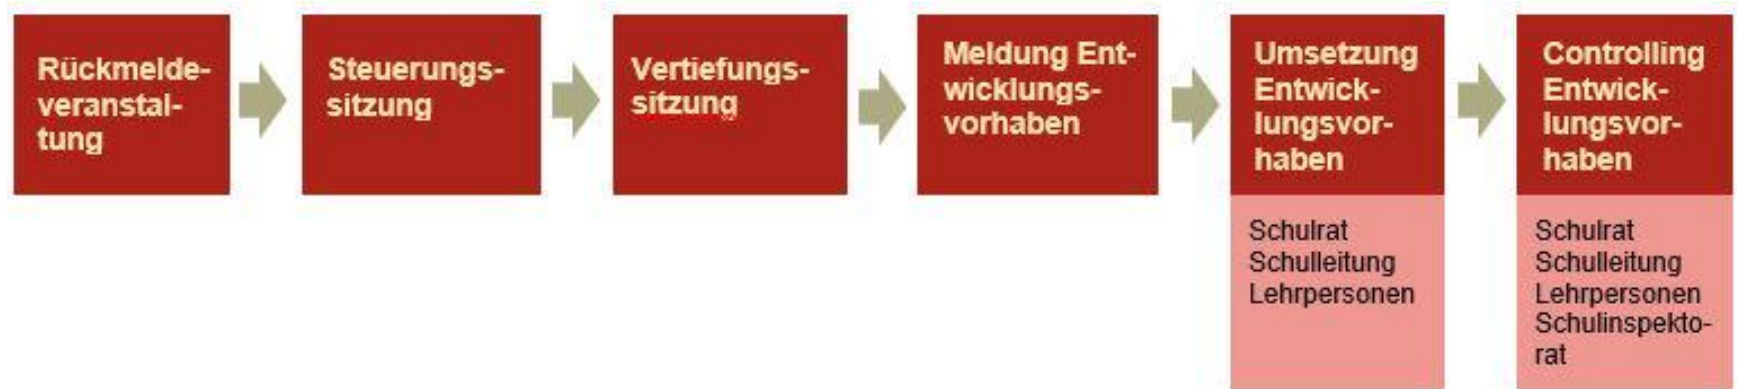 Rückmelde-
veranstal-
tung
Steuerungs-
sitzung
Vertiefungs-
sitzung
Meldung Ent-
wicklungs-
vorhaben
Umsetzung
Entwick-
lungsvor-
haben
Schulrat
Schulleitung
Lehrpersonen
Controlling
Entwick-
lungsvor-
haben
Schulrat
Schulleitung
Lehrpersonen
Schulinspekto-
rat